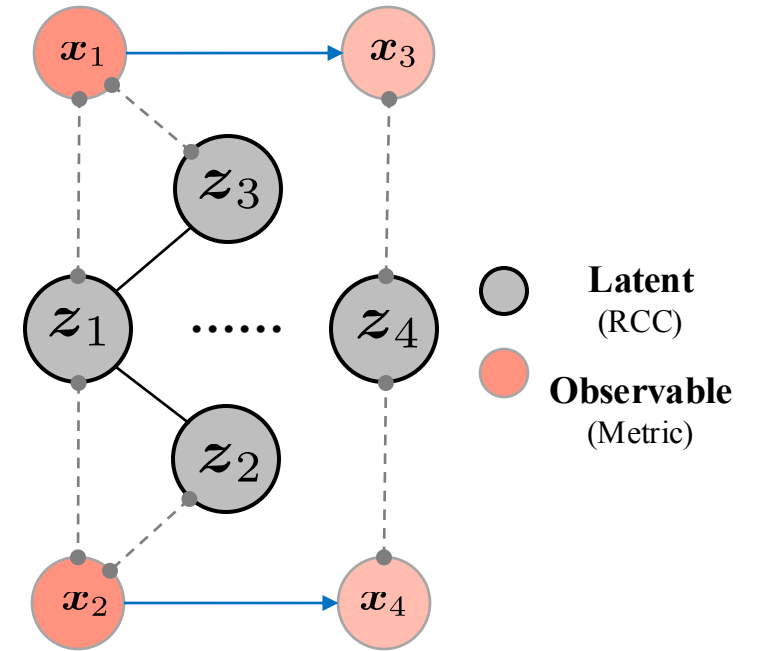 x₁ x₃
z₃
z₁ ...... z₄
z₂
x₂ x₄
Latent
(RCC)
Observable
(Metric)